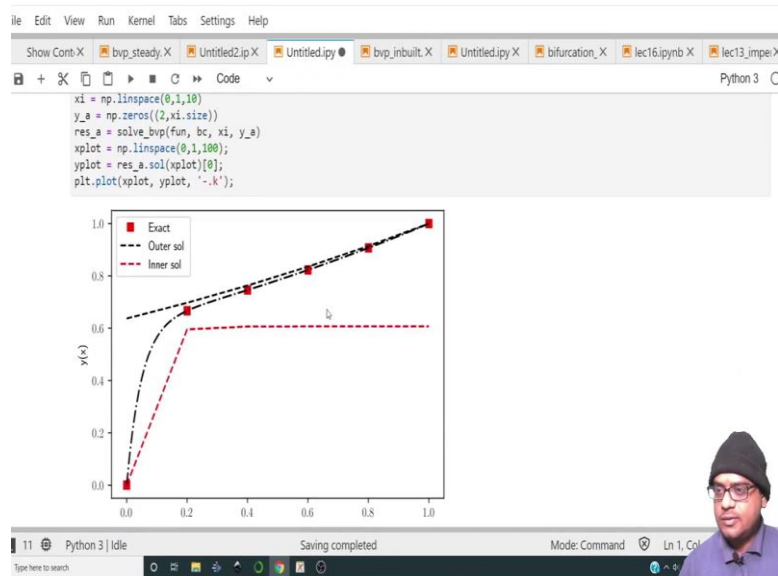 ile Edit View Run Kernel Tabs Settings Help
Show Cont X bvp_steady. X Untitled2.ip X Untitled.ipy bvp_inbuilt. X Untitled.ipy X bifurcation_ X lec16.ipynb X lec13_impe X
Code Python 3
xi = np.linspace(0,1,10)
y_a = np.zeros((2,xi.size))
res_a = solve_bvp(fun, bc, xi, y_a)
xplot = np.linspace(0,1,100);
yplot = res_a.sol(xplot)[0];
plt.plot(xplot, yplot, '-.k');
Exact
Outer sol
Inner sol
1.0
0.8
0.6
0.4
0.2
0.0
y(x)
0.0 0.2 0.4 0.6 0.8 1.0
11 Python 3 | Idle Saving completed Mode: Command Ln 1, Col
Type here to search